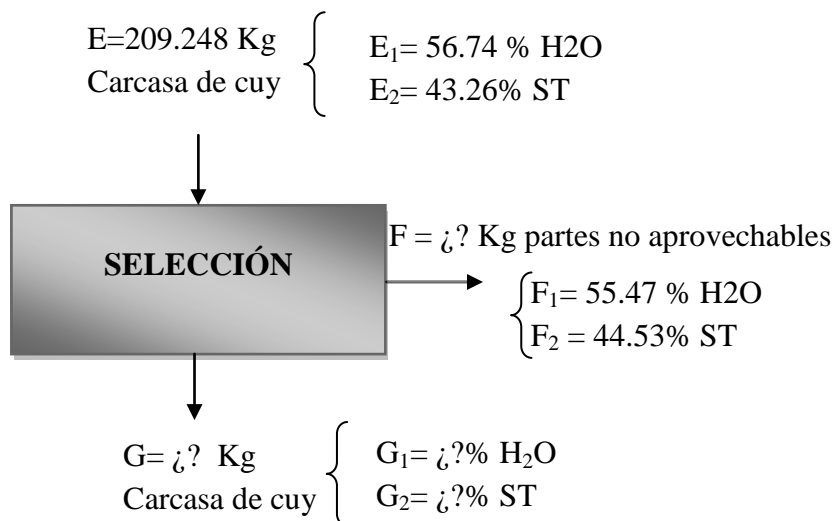 E=209.248 Kg
Carcasa de cuy
E₁= 56.74 % H2O
E₂= 43.26% ST
SELECCIÓN
F = ¿? Kg partes no aprovechables
F₁= 55.47 % H2O
F₂ = 44.53% ST
G= ¿? Kg
Carcasa de cuy
G₁= ¿?% H₂O
G₂= ¿?% ST